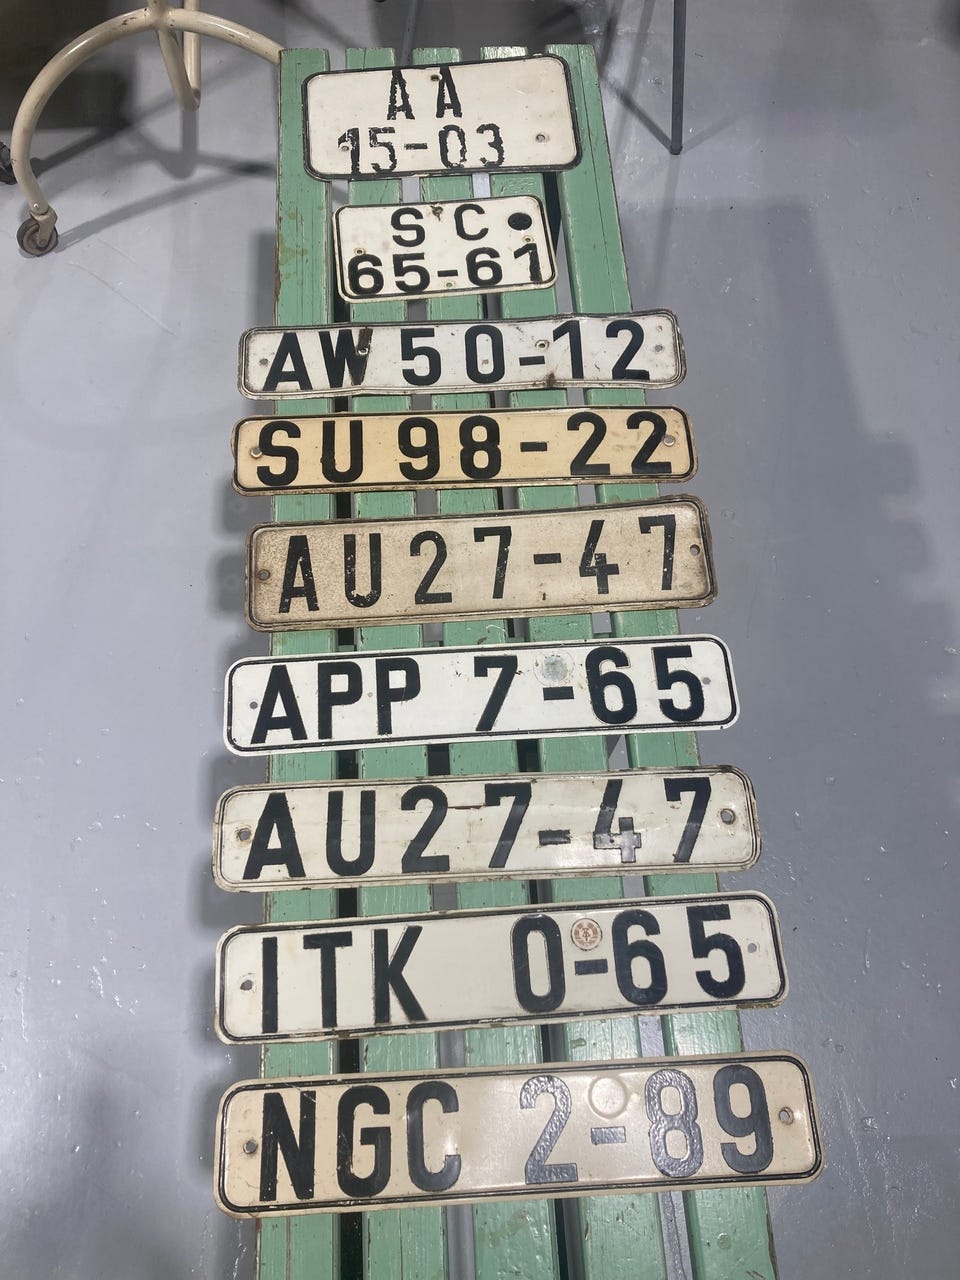 AA
15-03
SC
65-61
AW 50-12
SU 98-22
AU 27-47
APP 7-65
AU 27-47
ITK 0-65
NGC 2-89